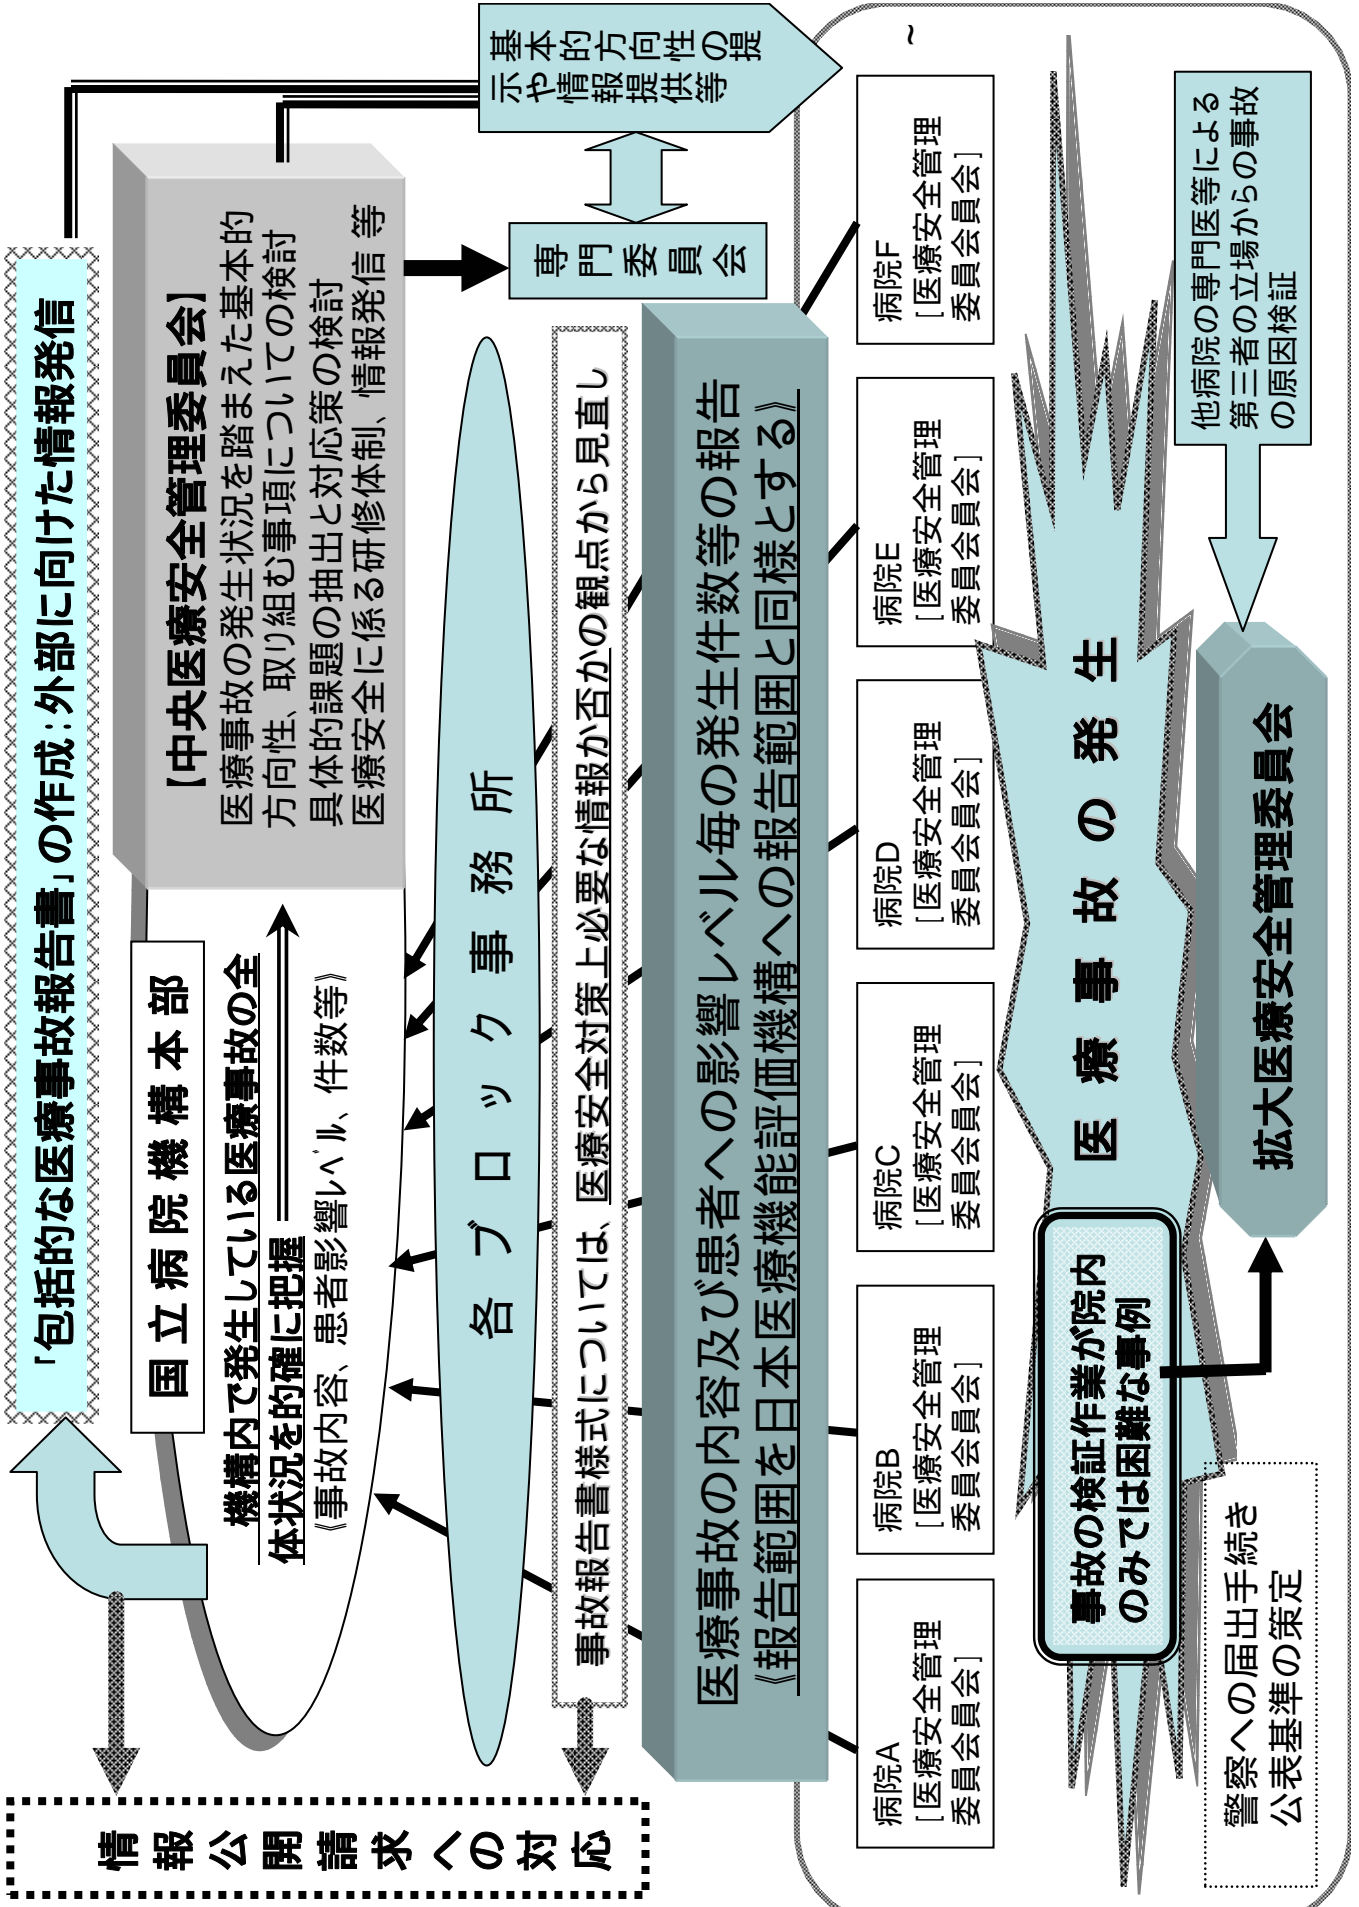 「包括的な医療事故報告書」の作成：外部に向けた情報発信
国立病院機構本部
機構内で発生している医療事故の全
体状況を的確に把握
《事故内容、患者影響レベル、件数等》
【中央医療安全管理委員会】
医療事故の発生状況を踏まえた基本的
方向性、取り組む事項についての検討
具体的課題の抽出と対応策の検討
医療安全に係る研修体制、情報発信 等
専門委員会
基本的方向性の提
示や情報提供等
各ブロック事務所
事故報告書様式については、医療安全対策上必要な情報か否かの観点から見直し
情報公開請求への対応
医療事故の内容及び患者への影響レベル毎の発生件数等の報告
《報告範囲を日本医療機能評価機構への報告範囲と同様とする》
病院A
[医療安全管理
委員会会員会]
病院B
[医療安全管理
委員会会員会]
病院C
[医療安全管理
委員会会員会]
病院D
[医療安全管理
委員会会員会]
病院E
[医療安全管理
委員会会員会]
病院F
[医療安全管理
委員会会員会]
~
医療事故の発生
事故の検証作業が院内
のみでは困難な事例
警察への届出手続き
公表基準の策定
拡大医療安全管理委員会
他病院の専門医等による
第三者の立場からの事故
の原因検証